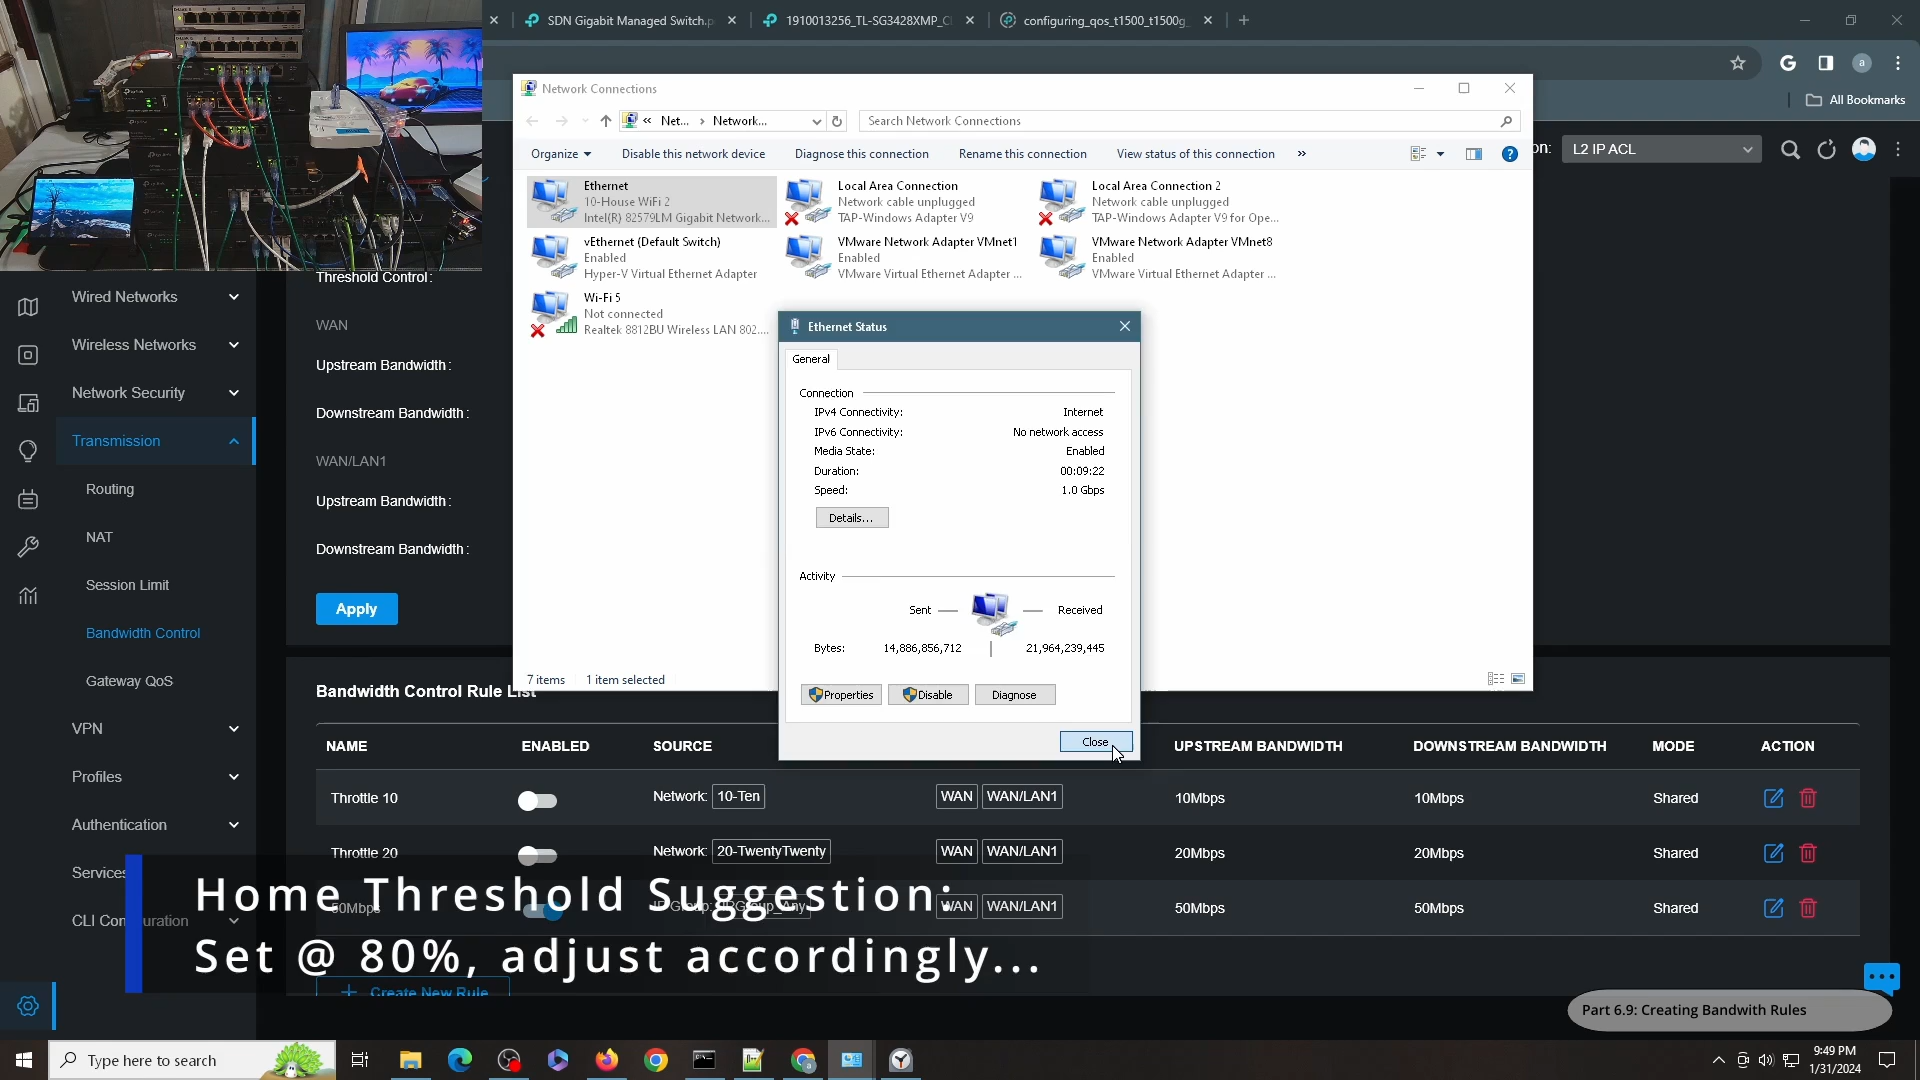 SDN Gigabit Managed Switch.p
1910013256_TL-SG3428XMP_C
configuring_qos_t1500_t1500g_
All Bookmarks
Network Connections
Net...
Network...
Search Network Connections
on:
L2 IP ACL
Organize
Disable this network device
Diagnose this connection
Rename this connection
View status of this connection
»
Ethernet
10-House WiFi 2
Intel(R) 82579LM Gigabit Network...
Local Area Connection
Network cable unplugged
TAP-Windows Adapter V9
Local Area Connection 2
Network cable unplugged
TAP-Windows Adapter V9 for Ope...
vEthernet (Default Switch)
Enabled
Hyper-V Virtual Ethernet Adapter
VMware Network Adapter VMnet1
Enabled
VMware Virtual Ethernet Adapter ...
VMware Network Adapter VMnet8
Enabled
VMware Virtual Ethernet Adapter ...
Wi-Fi 5
Not connected
Realtek 8812BU Wireless LAN 802....
7 items
1 item selected
Ethernet Status
General
Connection
IPv4 Connectivity: Internet
IPv6 Connectivity: No network access
Media State: Enabled
Duration: 00:09:22
Speed: 1.0 Gbps
Details...
Activity
Sent
Received
Bytes: 14,886,856,712 21,964,239,445
Properties
Disable
Diagnose
Close
Wired Networks
Wireless Networks
Network Security
Transmission
Routing
NAT
Session Limit
Bandwidth Control
Gateway QoS
VPN
Profiles
Authentication
Services
CLI Configuration
Threshold Control:
WAN
Upstream Bandwidth:
Downstream Bandwidth:
WAN/LAN1
Upstream Bandwidth:
Downstream Bandwidth:
Apply
Bandwidth Control Rule List
NAME ENABLED SOURCE UPSTREAM BANDWIDTH DOWNSTREAM BANDWIDTH MODE ACTION
Throttle 10 Network: 10-Ten WAN WAN/LAN1 10Mbps 10Mbps Shared
Throttle 20 Network: 20-TwentyTwenty WAN WAN/LAN1 20Mbps 20Mbps Shared
50Mbps IP Group: IPGroup_Any WAN WAN/LAN1 50Mbps 50Mbps Shared
Create New Rule
Home Threshold Suggestion:
Set @ 80%, adjust accordingly...
Part 6.9: Creating Bandwith Rules
Type here to search
9:49 PM
1/31/2024